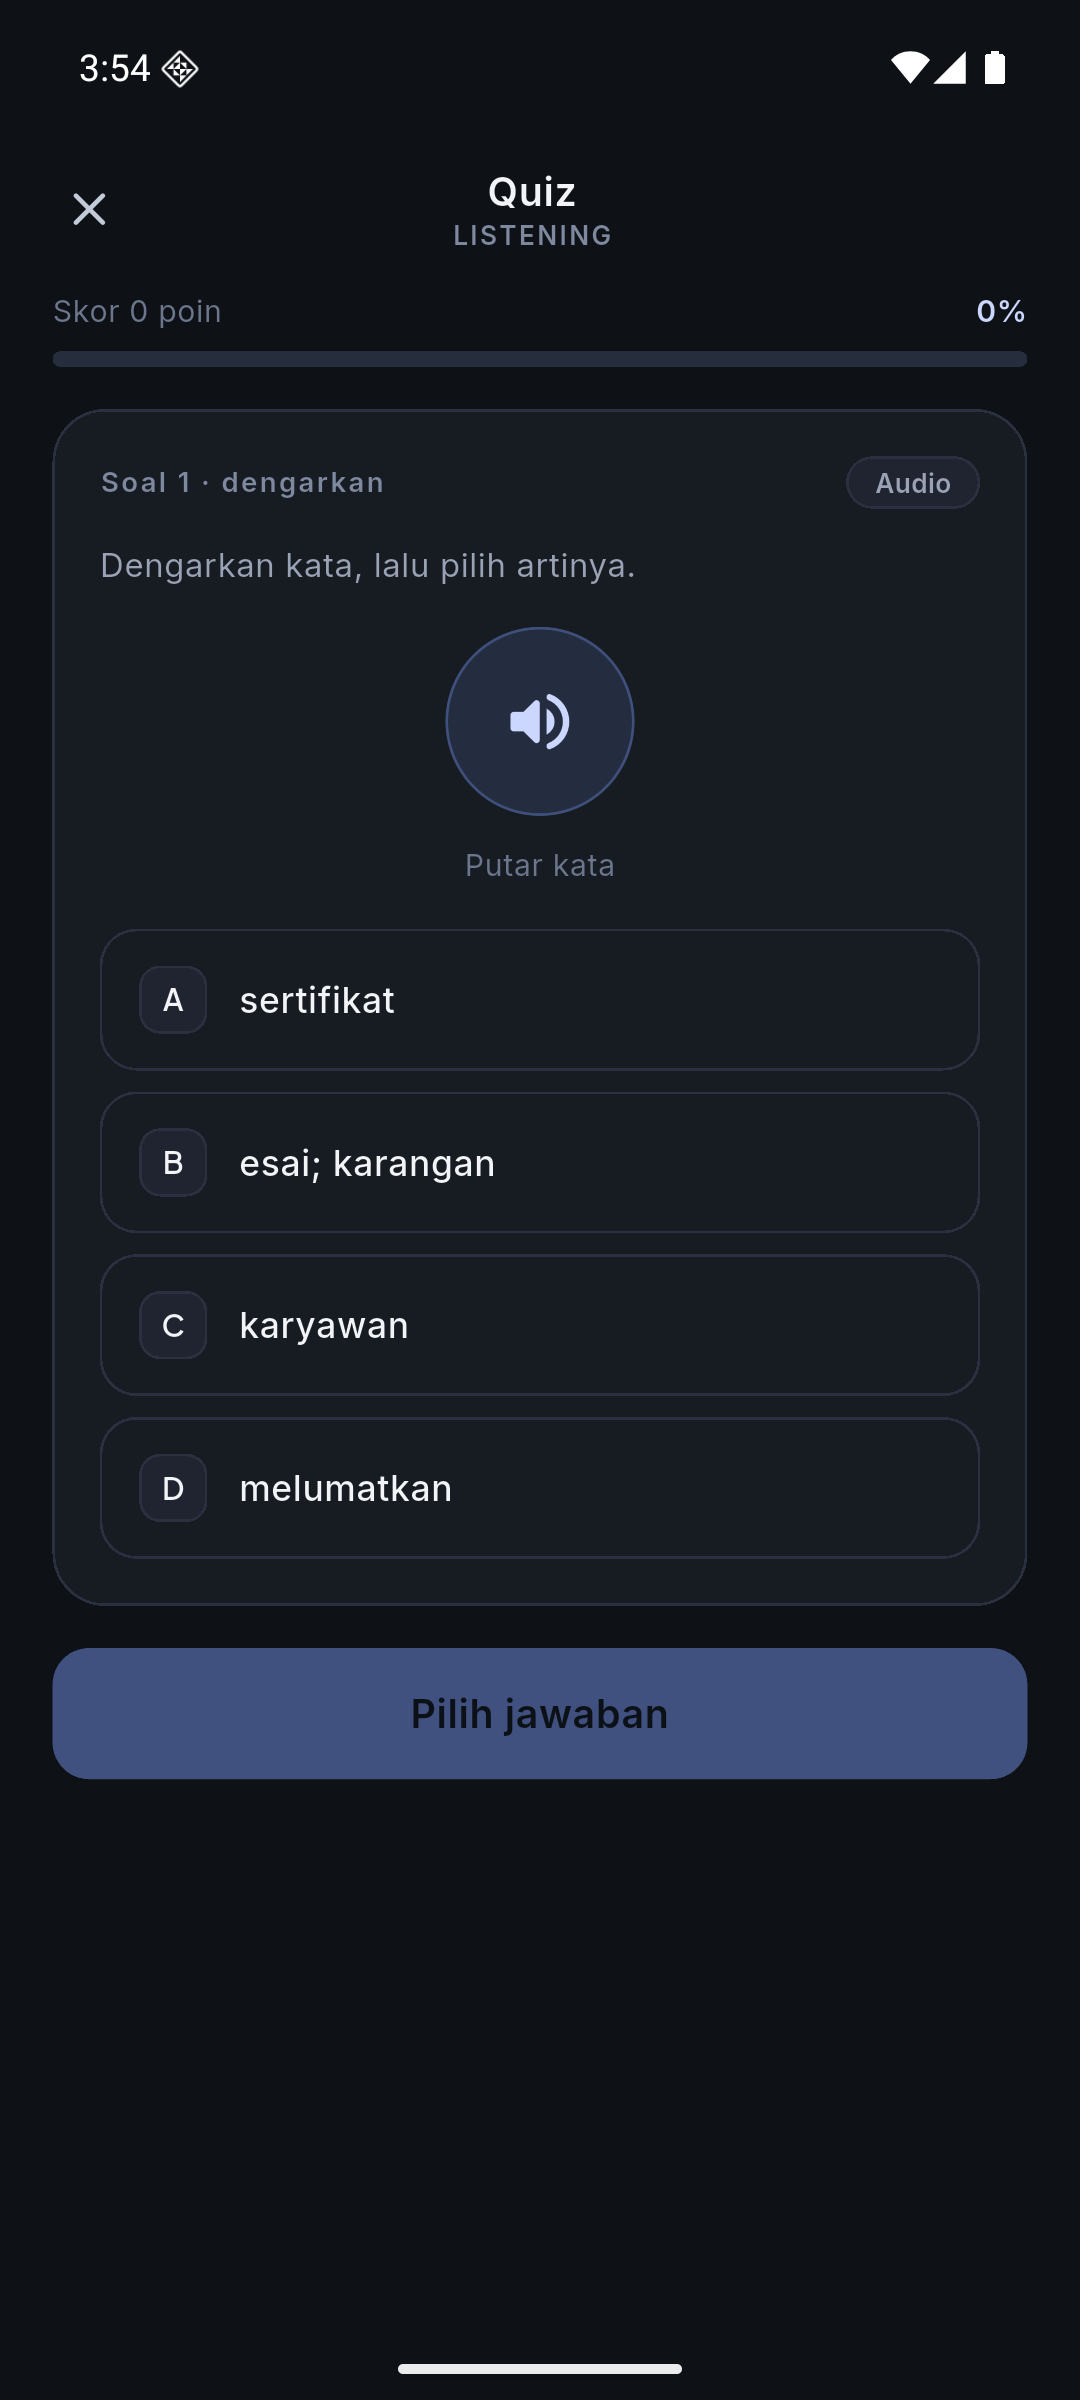 3:54
Quiz
LISTENING
Skor 0 poin
0%
Soal 1 · dengarkan
Audio
Dengarkan kata, lalu pilih artinya.
Putar kata
A
sertifikat
B
esai; karangan
C
karyawan
D
melumatkan
Pilih jawaban